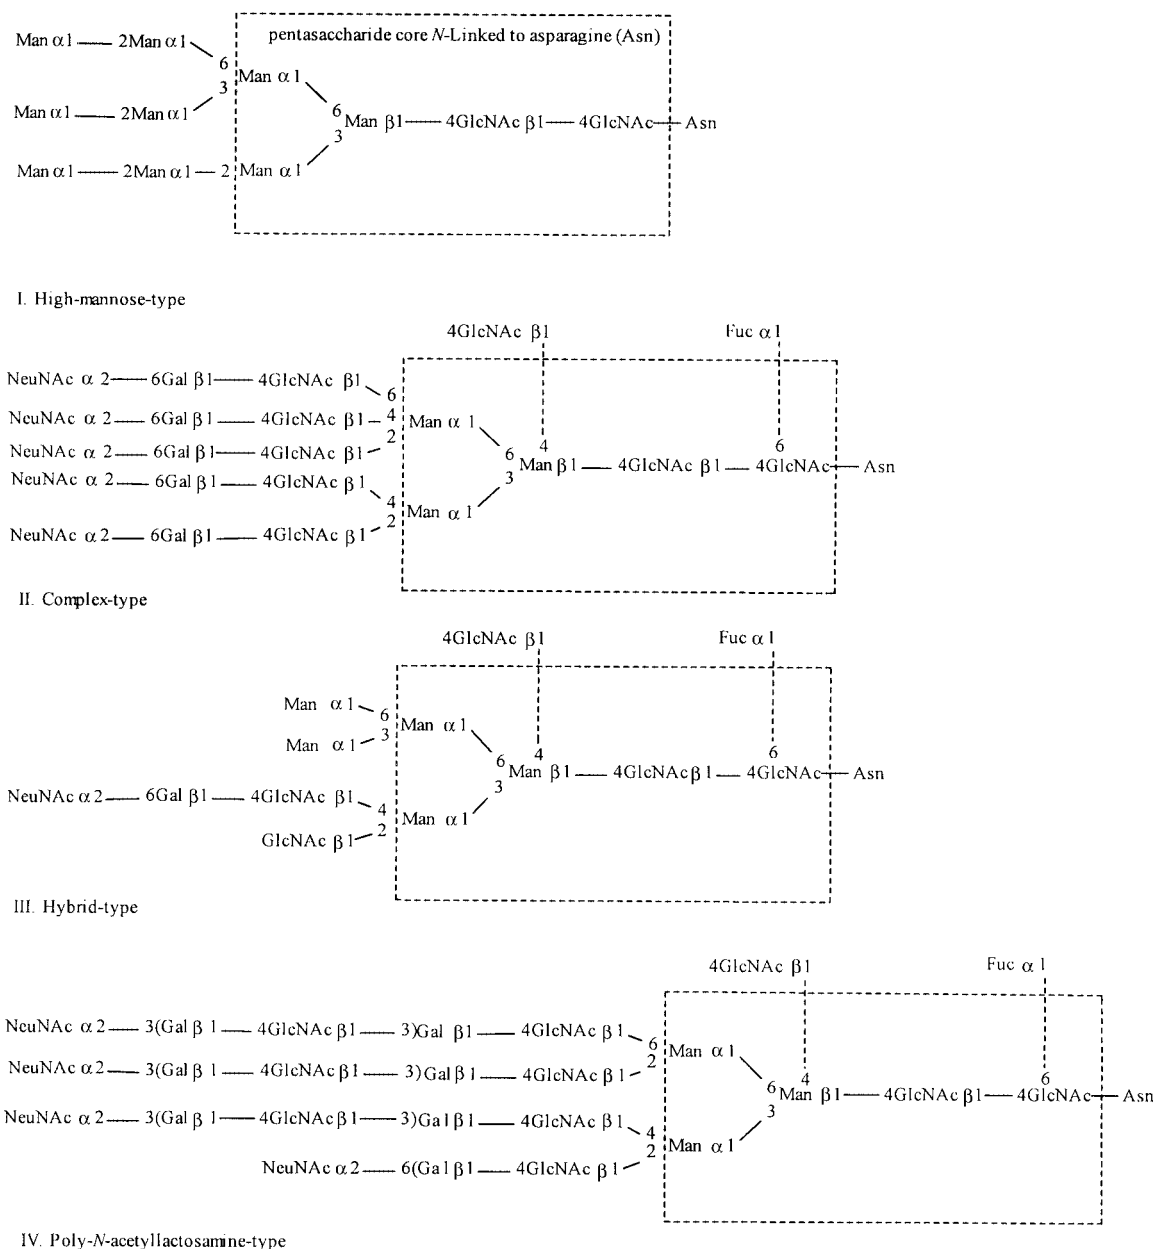 pentasaccharide core N-Linked to asparagine (Asn)
Man α1 2Man α1
6
3
Man α1
Man α1 2Man α1
6
3
Man β1 4GlcNAc β1 4GlcNAc Asn
Man α1 2Man α1 2 Man α1
I. High-mannose-type
4GlcNAc β1 Fuc α1
NeuNAc α2 6Gal β1 4GlcNAc β1 6
NeuNAc α2 6Gal β1 4GlcNAc β1 4 Man α1
NeuNAc α2 6Gal β1 4GlcNAc β1 2
6 4 6
3 Man β1 4GlcNAc β1 4GlcNAc Asn
NeuNAc α2 6Gal β1 4GlcNAc β1 4
Man α1
NeuNAc α2 6Gal β1 4GlcNAc β1 2
II. Complex-type
4GlcNAc β1 Fuc α1
Man α1 6
Man α1
Man α1 3
6 4 6
3 Man β1 4GlcNAc β1 4GlcNAc Asn
NeuNAc α2 6Gal β1 4GlcNAc β1 4
Man α1
GlcNAc β1 2
III. Hybrid-type
4GlcNAc β1 Fuc α1
NeuNAc α2 3(Gal β1 4GlcNAc β1 3)Gal β1 4GlcNAc β1 6
Man α1
NeuNAc α2 3(Gal β1 4GlcNAc β1 3)Gal β1 4GlcNAc β1 2
6 4 6
3 Man β1 4GlcNAc β1 4GlcNAc Asn
NeuNAc α2 3(Gal β1 4GlcNAc β1 3)Gal β1 4GlcNAc β1 4
Man α1
NeuNAc α2 6(Gal β1 4GlcNAc β1 2
IV. Poly-N-acetyllactosamine-type